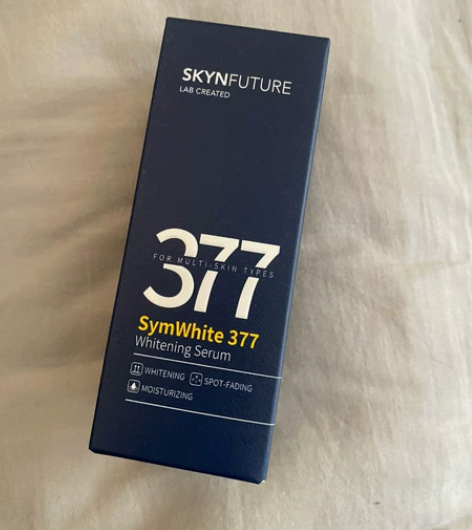 SKYNFUTURE
LAB CREATED
377
FOR MULTI-SKIN TYPES
SymWhite 377
Whitening Serum
WHITENING SPOT-FADING
MOISTURIZING